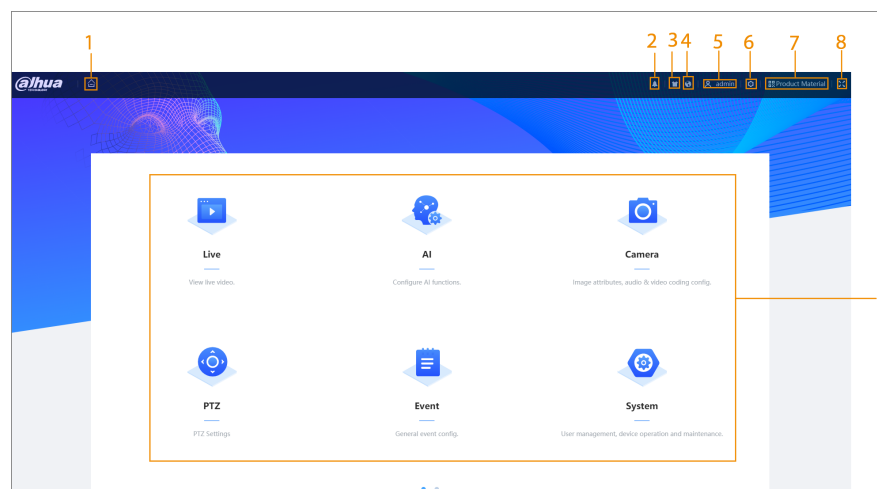 1 2 3 4 5 6 7 8
alhua
TECHNOLOGY
admin
Product Material
Live
AI
Camera
View live video.
Configure AI functions.
Image attributes, audio & video coding config.
PTZ
Event
System
PTZ Settings
General event config.
User management, device operation and maintenance.